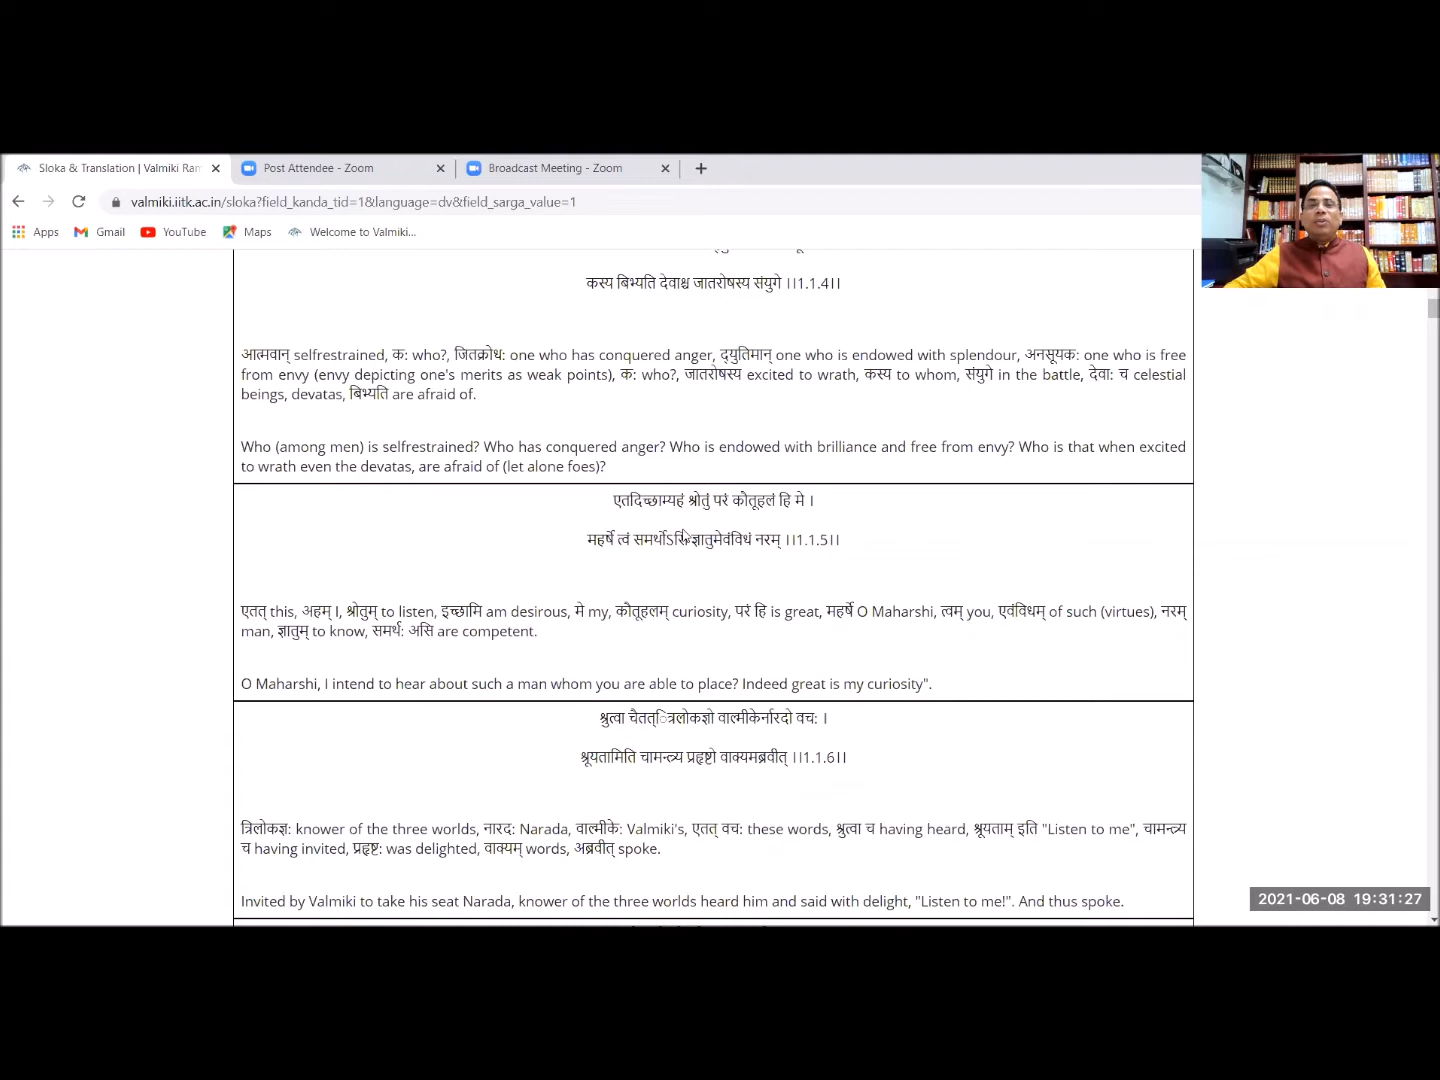 Sloka & Translation | Valmiki Ram
Post Attendee - Zoom
Broadcast Meeting - Zoom
valmiki.iitk.ac.in/sloka?field_kanda_tid=1&language=dv&field_sarga_value=1
Apps Gmail YouTube Maps Welcome to Valmiki...
कस्य बिभ्यति देवाश्च जातरोषस्य संयुगे ।।1.1.4।।
आत्मवान् selfrestrained, क: who?, जितक्रोध: one who has conquered anger, द्युतिमान् one who is endowed with splendour, अनसूयक: one who is free
from envy (envy depicting one's merits as weak points), क: who?, जातरोषस्य excited to wrath, कस्य to whom, संयुगे in the battle, देवा: च celestial
beings, devatas, बिभ्यति are afraid of.
Who (among men) is selfrestrained? Who has conquered anger? Who is endowed with brilliance and free from envy? Who is that when excited
to wrath even the devatas, are afraid of (let alone foes)?
एतदिच्छाम्यहं श्रोतुं परं कौतूहलं हि मे ।
महर्षे त्वं नरम् ।।1.1.5।।
एतत् this, अहम् I, श्रोतुम् to listen, इच्छामि am desirous, मे my, कौतूहलम् curiosity, परं हि is great, महर्षे O Maharshi, त्वम् you, एवंविधम् of such (virtues), नरम्
man, ज्ञातुम् to know, समर्थ: असि are competent.
O Maharshi, I intend to hear about such a man whom you are able to place? Indeed great is my curiosity".
श्रुत्वा चैतत्ित्रलोकज्ञो वाल्मीकेर्नारदो वच: ।
श्रूयतामिति चामन्त्र्य प्रहृष्टो वाक्यमब्रवीत् ।।1.1.6।।
त्रिलोकज्ञ: knower of the three worlds, नारद: Narada, वाल्मीके: Valmiki's, एतत् वच: these words, श्रुत्वा च having heard, श्रूयताम् इति "Listen to me", चामन्त्र्य
च having invited, प्रहृष्ट: was delighted, वाक्यम् words, अब्रवीत् spoke.
Invited by Valmiki to take his seat Narada, knower of the three worlds heard him and said with delight, "Listen to me!". And thus spoke.
2021-06-08 19:31:27